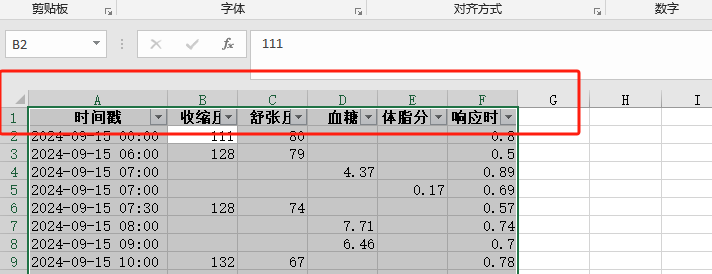 剪贴板 字体 对齐方式 数字
B2 fx 111
A B C D E F G H I
1 时间戳 收缩压 舒张压 血糖 体脂分 响应时
2 2024-09-15 00:00 111 80 0.8
3 2024-09-15 06:00 128 79 0.5
4 2024-09-15 07:00 4.37 0.89
5 2024-09-15 07:00 0.17 0.69
6 2024-09-15 07:30 128 74 0.57
7 2024-09-15 08:00 7.71 0.74
8 2024-09-15 09:00 6.46 0.7
9 2024-09-15 10:00 132 67 0.78